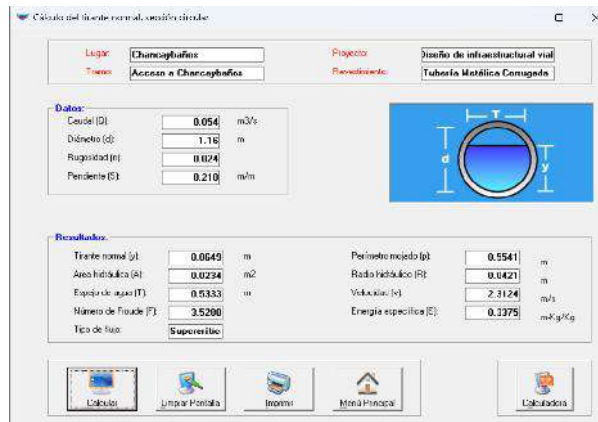 Cálculo del tirante normal, sección circular
Lugar: Chancaybaños Proyecto: Diseño de infraestructural vial
Tramo: Acceso a Chancaybaños Revestimiento: Tubería Metálica Corrugada
Datos:
Caudal (Q): 0.054 m3/s
Diámetro (d): 1.16 m
Rugosidad (n): 0.024
Pendiente (S): 0.210 m/m
T
d
y
Resultados:
Tirante normal (y): 0.0649 m Perímetro mojado (p): 0.5541 m
Area hidráulica (A): 0.0234 m2 Radio hidráulico (R): 0.0421 m
Espejo de agua (T): 0.5333 m Velocidad (v): 2.3124 m/s
Número de Froude (F): 3.5200 Energía específica (E): 0.3375 m-Kg/Kg
Tipo de flujo: Supercrític
Calcular Limpiar Pantalla Imprimir Menú Principal Calculadora